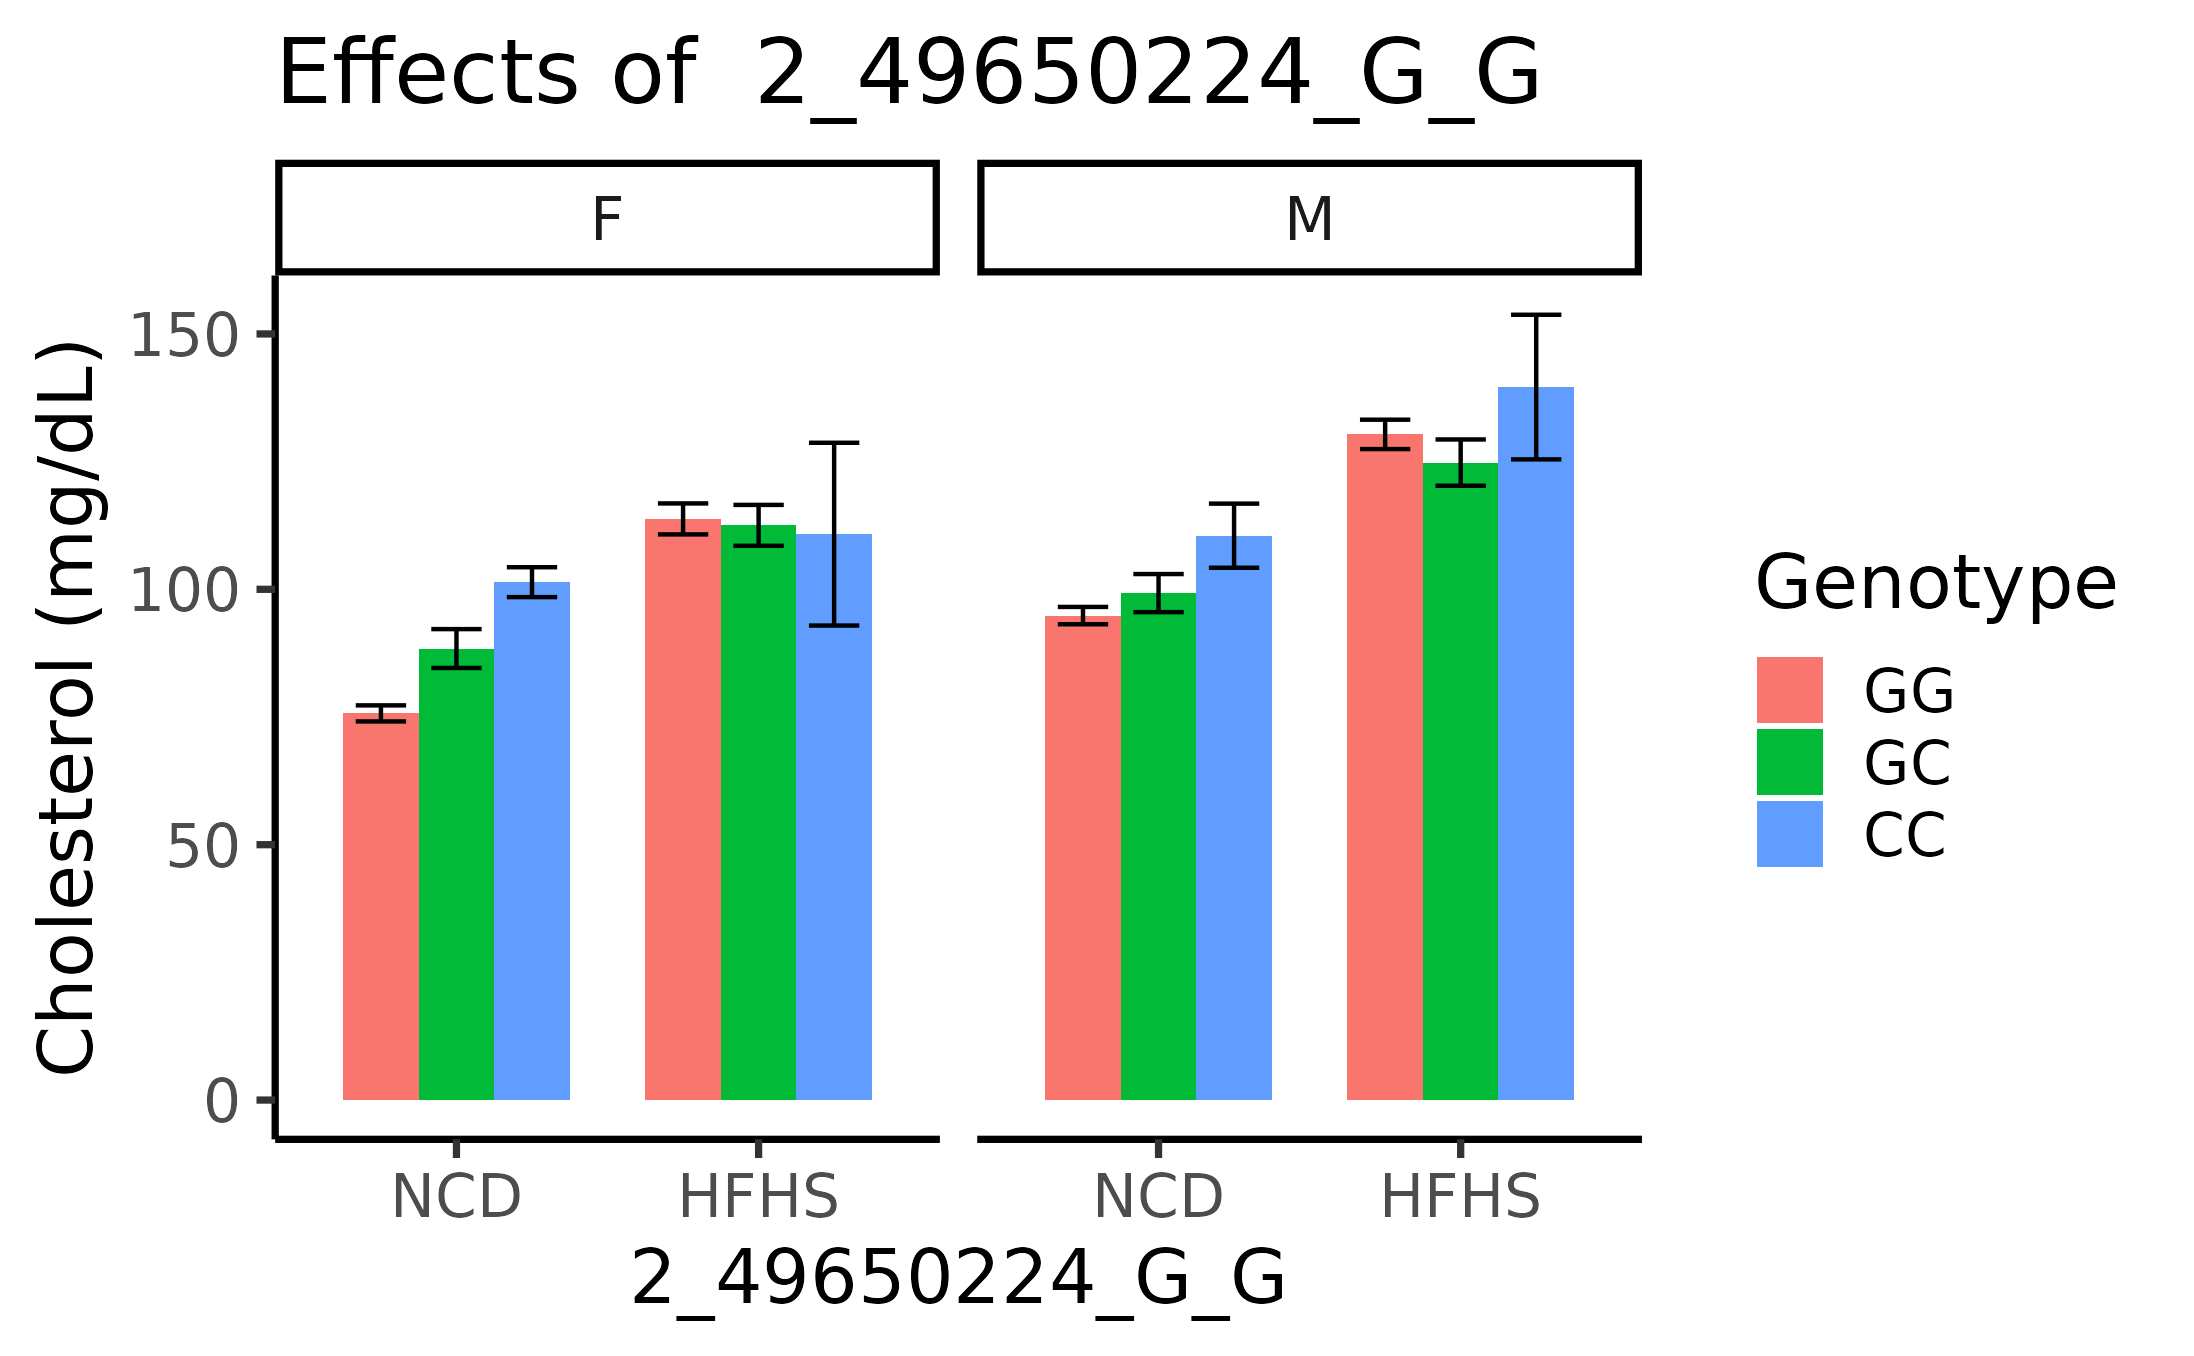 Effects of  2_49650224_G_G
F
M
Cholesterol (mg/dL)
150
100
50
0
NCD
HFHS
NCD
HFHS
2_49650224_G_G
Genotype
GG
GC
CC